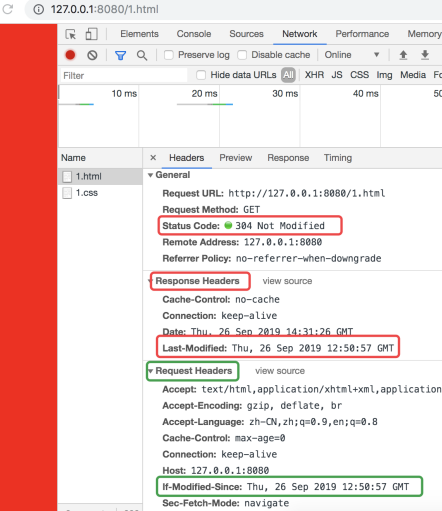 127.0.0.1:8080/1.html
Elements Console Sources Network Performance Memory
Preserve log Disable cache Online
Filter Hide data URLs All XHR JS CSS Img Media
10 ms 20 ms 30 ms 40 ms
Name × Headers Preview Response Timing
1.html
1.css
General
Request URL: http://127.0.0.1:8080/1.html
Request Method: GET
Status Code: 304 Not Modified
Remote Address: 127.0.0.1:8080
Referrer Policy: no-referrer-when-downgrade
Response Headers view source
Cache-Control: no-cache
Connection: keep-alive
Date: Thu, 26 Sep 2019 14:31:26 GMT
Last-Modified: Thu, 26 Sep 2019 12:50:57 GMT
Request Headers view source
Accept: text/html,application/xhtml+xml,application
Accept-Encoding: gzip, deflate, br
Accept-Language: zh-CN,zh;q=0.9,en;q=0.8
Cache-Control: max-age=0
Connection: keep-alive
Host: 127.0.0.1:8080
If-Modified-Since: Thu, 26 Sep 2019 12:50:57 GMT
Sec-Fetch-Mode: navigate